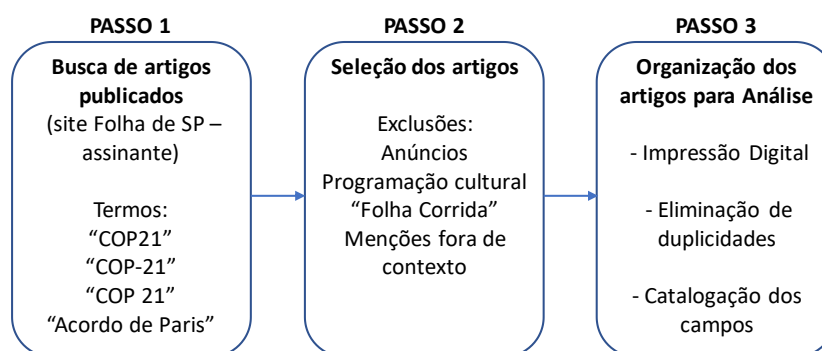 PASSO 1
Busca de artigos
publicados
(site Folha de SP –
assinante)
Termos:
“COP21”
“COP-21”
“COP 21”
“Acordo de Paris”
PASSO 2
Seleção dos artigos
Exclusões:
Anúncios
Programação cultural
“Folha Corrida”
Menções fora de
contexto
PASSO 3
Organização dos
artigos para Análise
- Impressão Digital
- Eliminação de
duplicidades
- Catalogação dos
campos